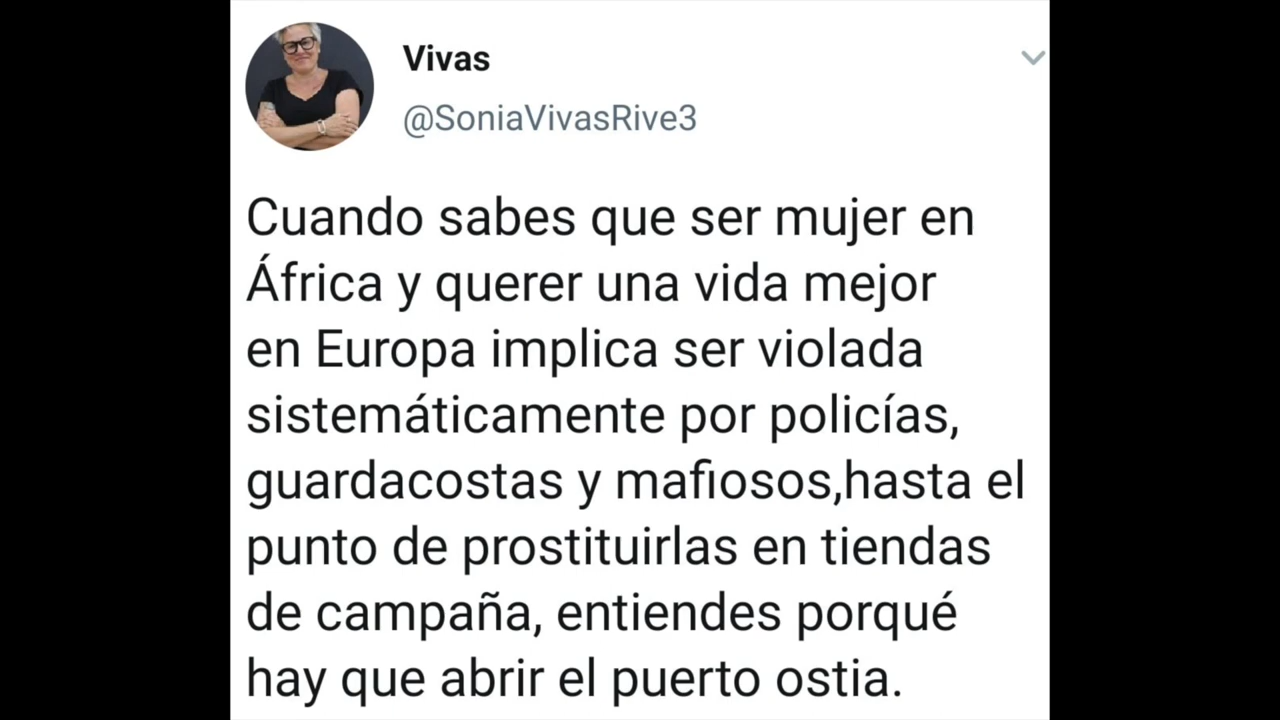 Vivas
@SoniaVivasRive3
Cuando sabes que ser mujer en
África y querer una vida mejor
en Europa implica ser violada
sistemáticamente por policías,
guardacostas y mafiosos,hasta el
punto de prostituirlas en tiendas
de campaña, entiendes porqué
hay que abrir el puerto ostia.